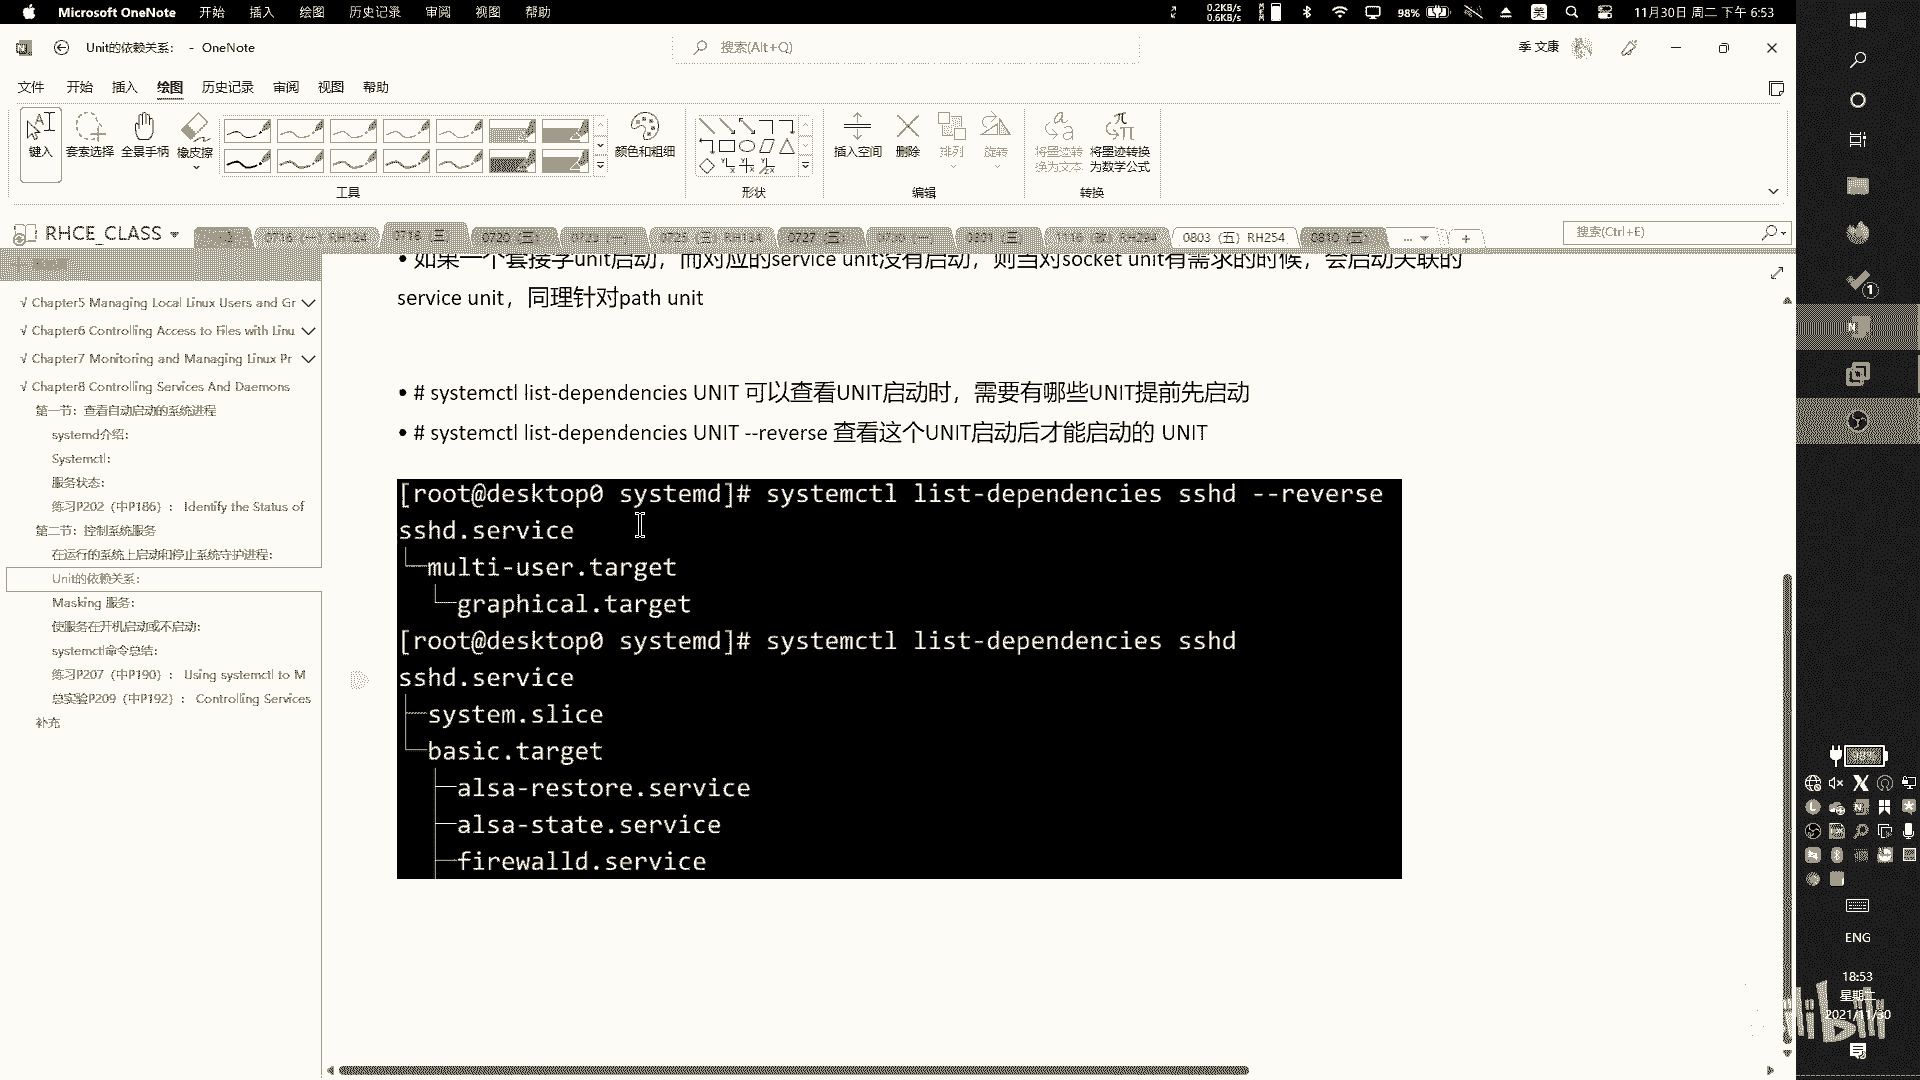 Microsoft OneNote 开始 插入 绘图 历史记录 审阅 视图 帮助
0.2KB/s
0.6KB/s
98%
英
11月30日 周二 下午 6:53
Unit的依赖关系: - OneNote
搜索(Alt+Q)
季 文康
文件 开始 插入 绘图 历史记录 审阅 视图 帮助
键入 套索选择 全景手柄 橡皮擦
颜色和粗细
插入空间 删除 排列 旋转
将墨迹转 将墨迹转换
换为文本 为数学公式
工具 形状 编辑 转换
RHCE_CLASS
0716 (一) RH124 0718 (三) 0720 (五) 0725 (三) RH134 0727 (五) 0801 (三) 0803 (五) RH254 0810 (五) ...
搜索(Ctrl+E)
√ Chapter5 Managing Local Linux Users and Gr
√ Chapter6 Controlling Access to Files with Linu
√ Chapter7 Monitoring and Managing Linux Pr
√ Chapter8 Controlling Services And Daemons
第一节: 查看自动启动的系统进程
systemd介绍:
Systemctl:
服务状态:
练习P202（中P186）: Identify the Status of
第二节: 控制系统服务
在运行的系统上启动和停止系统守护进程:
Unit的依赖关系:
Masking 服务:
使服务在开机启动或不启动:
systemctl命令总结:
练习P207（中P190）: Using systemctl to M
总实验P209（中P192）: Controlling Services
补充
• 如果一个套接字unit启动，而对应的service unit没有启动，则当对socket unit有需求的时候，会启动关联的
service unit，同理针对path unit
• # systemctl list-dependencies UNIT 可以查看UNIT启动时，需要有哪些UNIT提前先启动
• # systemctl list-dependencies UNIT --reverse 查看这个UNIT启动后才能启动的 UNIT
[root@desktop0 systemd]# systemctl list-dependencies sshd --reverse
sshd.service
└─multi-user.target
└─graphical.target
[root@desktop0 systemd]# systemctl list-dependencies sshd
sshd.service
├─system.slice
└─basic.target
├─alsa-restore.service
├─alsa-state.service
├─firewalld.service
1
ENG
18:53
星期二
2021/11/30